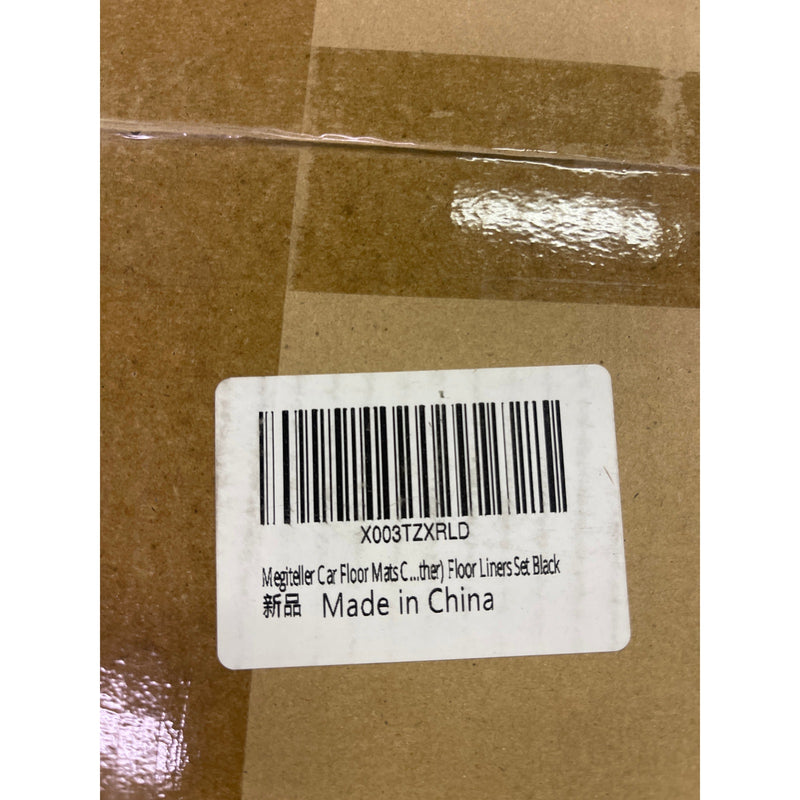 X003TZXRLD
Megiteller Car Floor Mats C...ther) Floor Liners Set Black
新品 Made in China